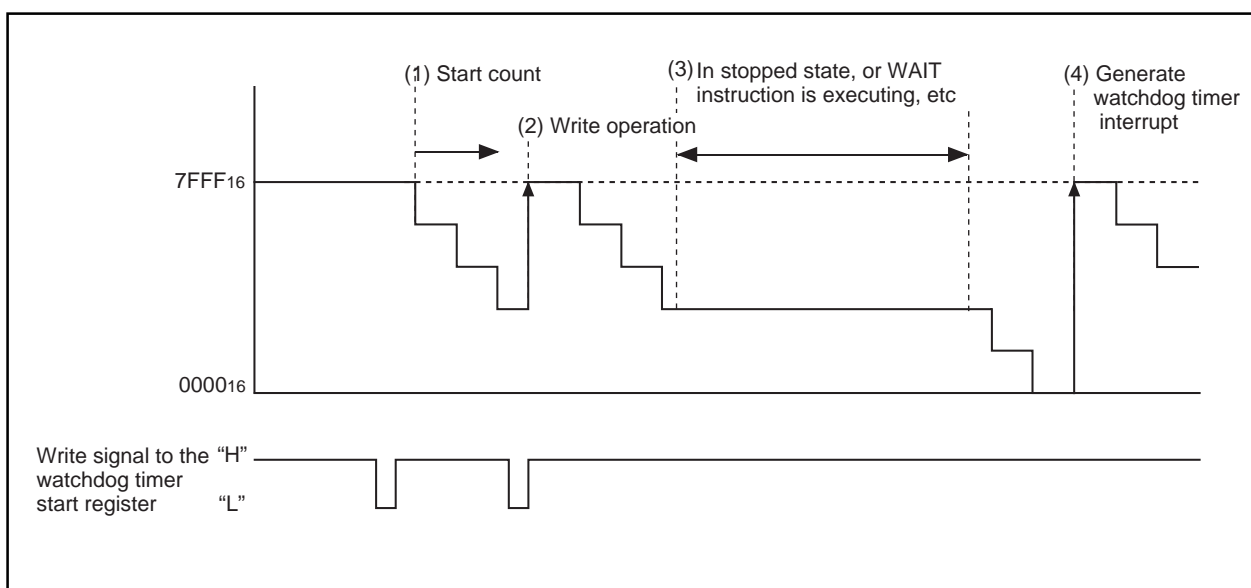 (1) Start count
(2) Write operation
(3) In stopped state, or WAIT
instruction is executing, etc
(4) Generate
watchdog timer
interrupt
7FFF16
000016
Write signal to the “H”
watchdog timer
start register “L”